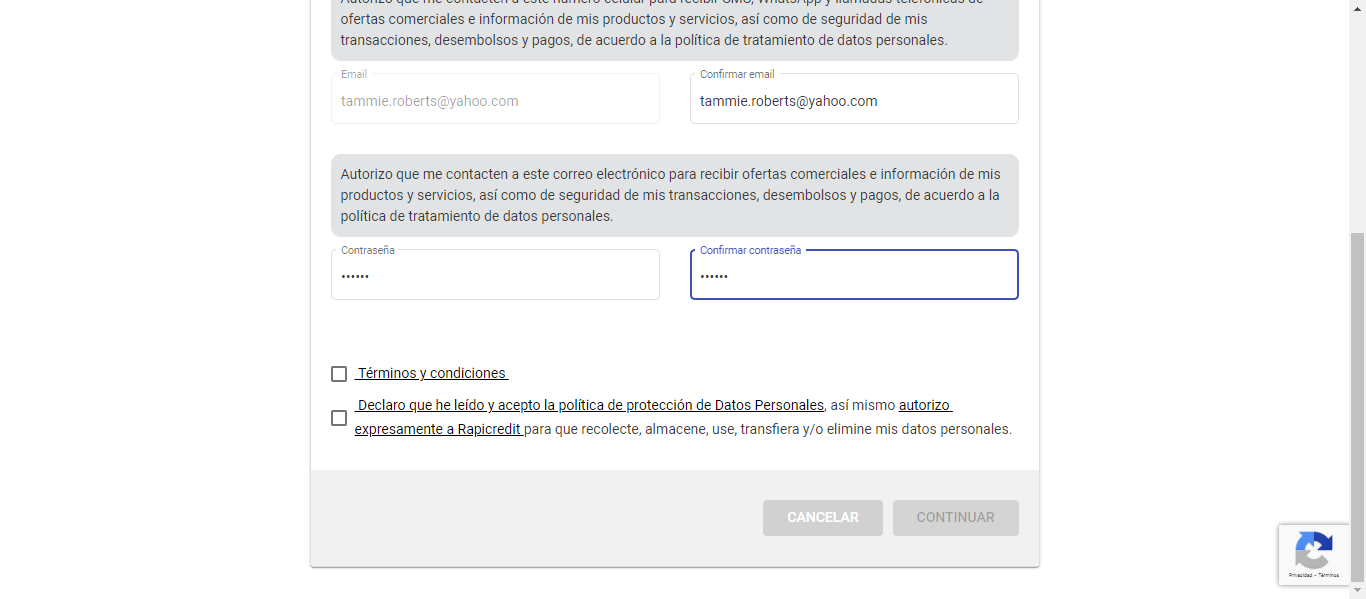 Autorizo que me contacten a este número celular para recibir SMS, WhatsApp y llamadas telefónicas de
ofertas comerciales e información de mis productos y servicios, así como de seguridad de mis
transacciones, desembolsos y pagos, de acuerdo a la política de tratamiento de datos personales.
Email
Confirmar email
tammie.roberts@yahoo.com
tammie.roberts@yahoo.com
Autorizo que me contacten a este correo electrónico para recibir ofertas comerciales e información de mis
productos y servicios, así como de seguridad de mis transacciones, desembolsos y pagos, de acuerdo a la
política de tratamiento de datos personales.
Contraseña
Confirmar contraseña
••••••
••••••
Términos y condiciones
Declaro que he leído y acepto la política de protección de Datos Personales, así mismo autorizo
expresamente a Rapicredit para que recolecte, almacene, use, transfiera y/o elimine mis datos personales.
CANCELAR
CONTINUAR
Privacidad - Términos